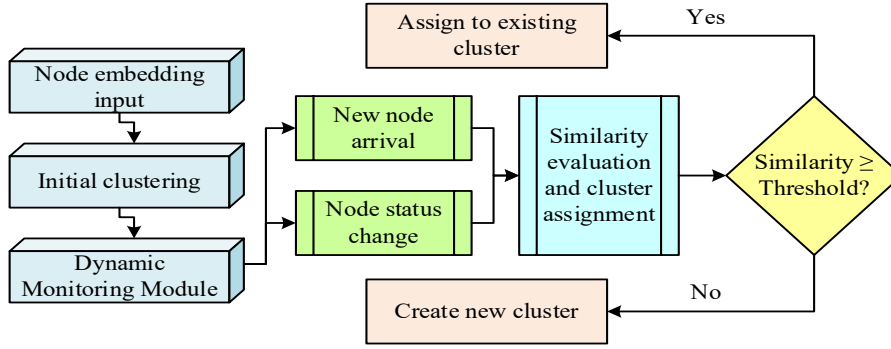 Node embedding
input
Initial clustering
Dynamic
Monitoring Module
New node
arrival
Node status
change
Similarity
evaluation
and cluster
assignment
Similarity ≥
Threshold?
Yes
Assign to existing
cluster
No
Create new cluster